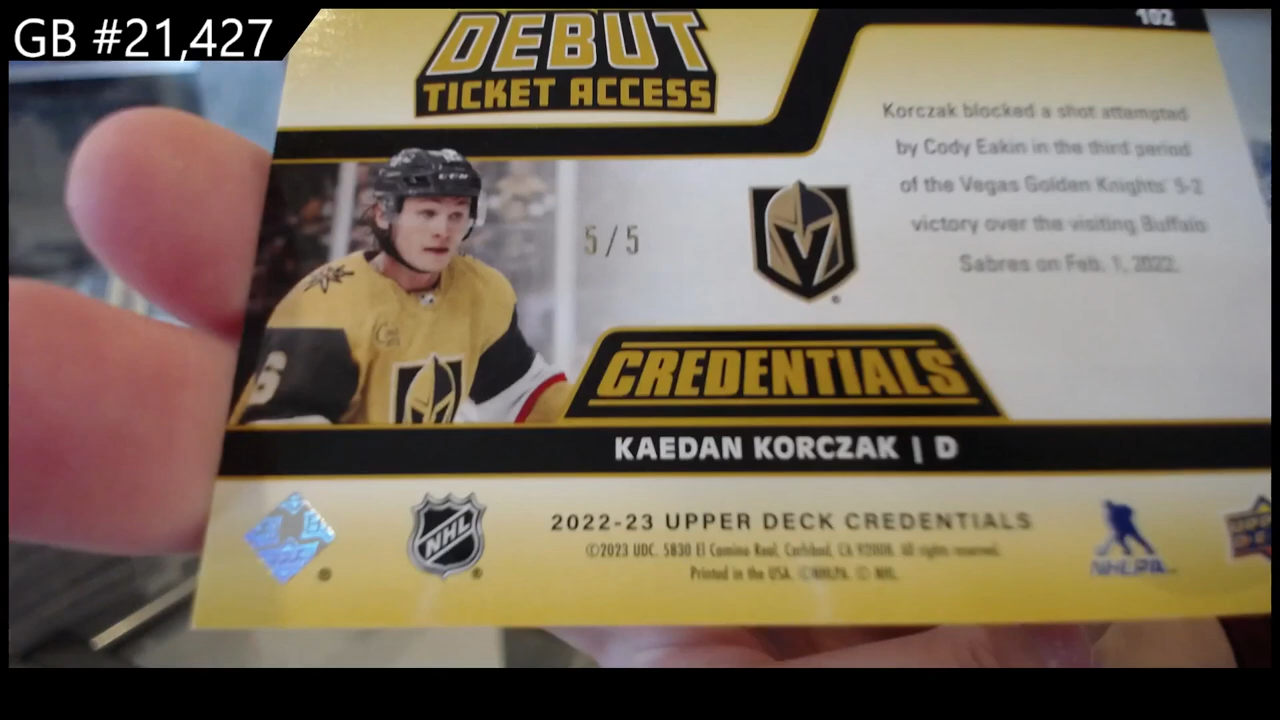 GB #21,427
102
DEBUT
TICKET ACCESS
Korczak blocked a shot attempted
by Cody Eakin in the third period
of the Vegas Golden Knights' 5-2
victory over the visiting Buffalo
Sabres on Feb. 1, 2022.
5/5
CREDENTIALS
KAEDAN KORCZAK | D
NHL
2022-23 UPPER DECK CREDENTIALS
©2023 UDC. 5830 El Camino Real, Carlsbad, CA 92008. All rights reserved.
Printed in the USA. ©NHLPA. © NHL.
NHLPA